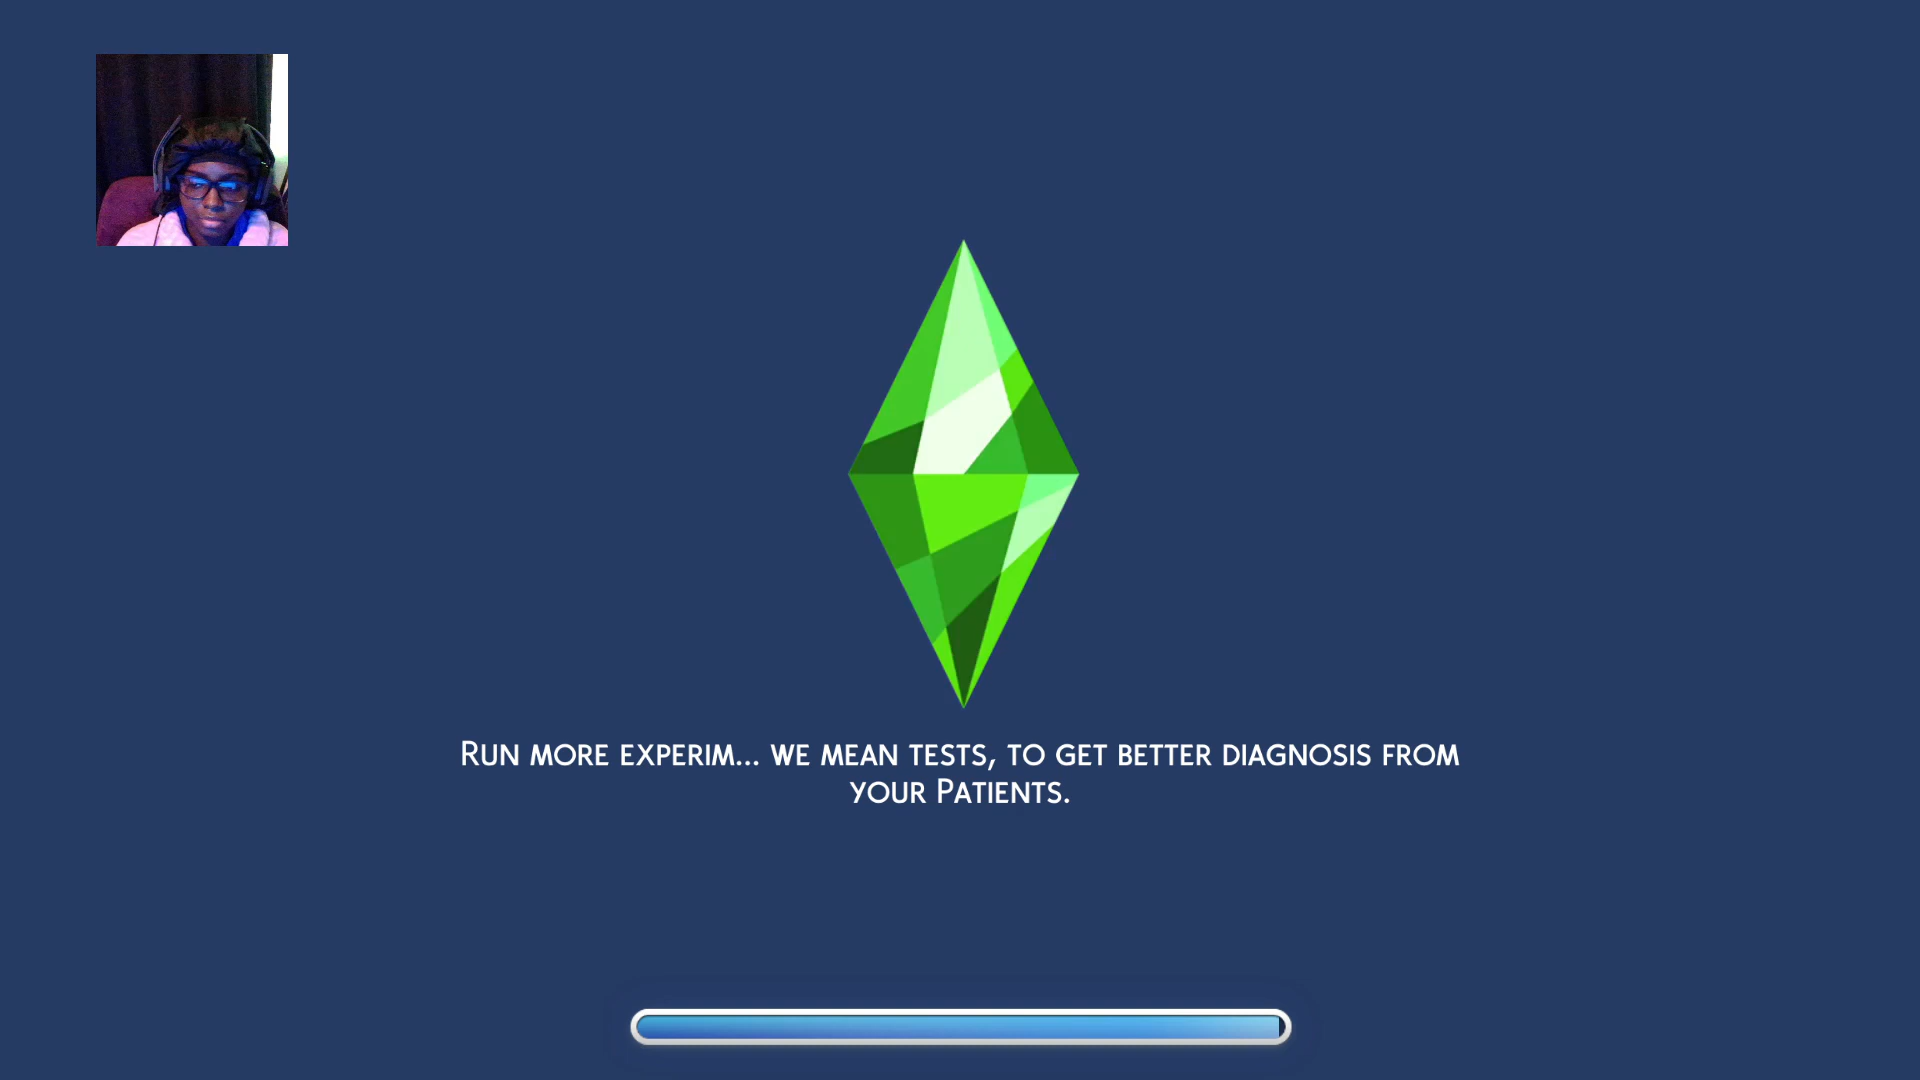 Run more experim... we mean tests, to get better diagnosis from
your Patients.